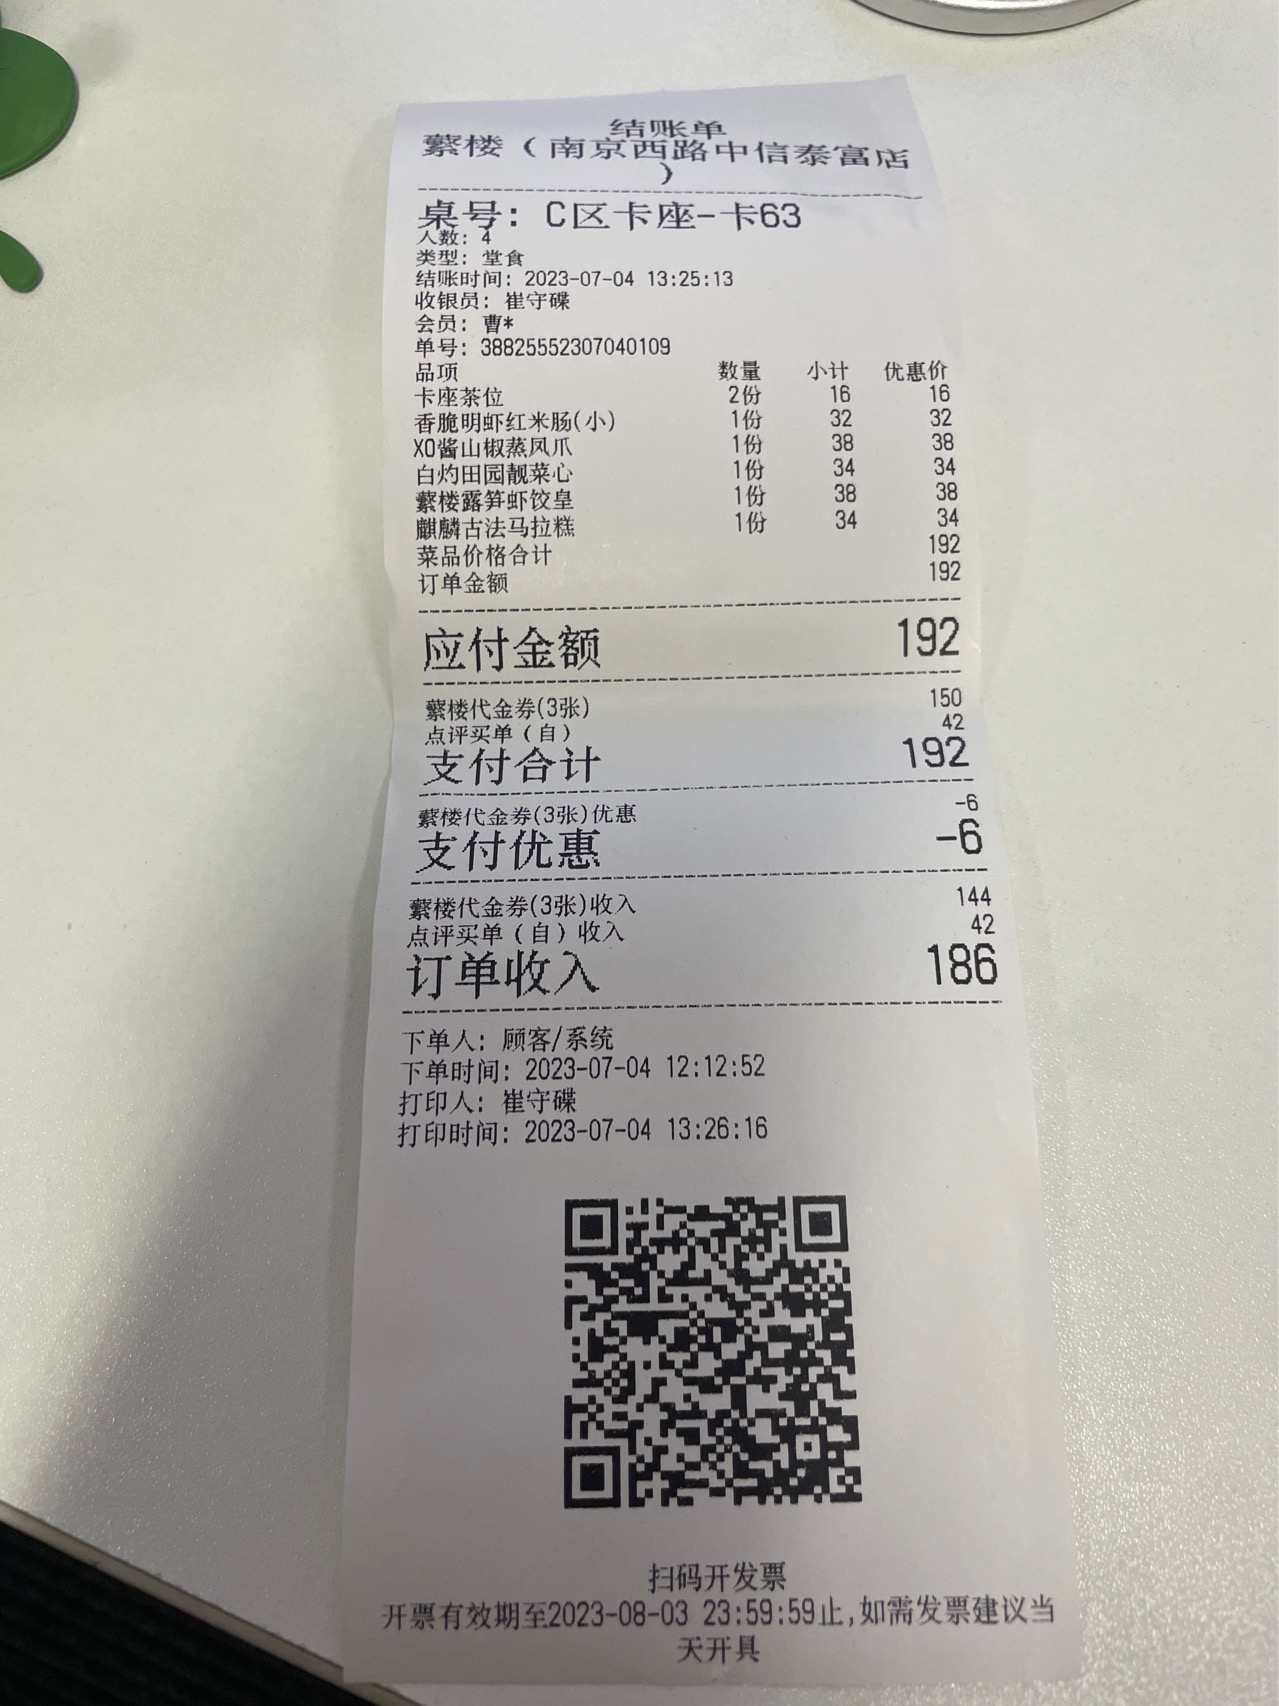 结账单
蘩楼（南京西路中信泰富店
）
桌号： C区卡座-卡63
人数： 4
类型： 堂食
结账时间： 2023-07-04 13:25:13
收银员： 崔守碟
会员： 曹*
单号： 38825552307040109
品项 数量 小计 优惠价
卡座茶位 2份 16 16
香脆明虾红米肠(小) 1份 32 32
XO酱山椒蒸凤爪 1份 38 38
白灼田园靓菜心 1份 34 34
蘩楼露笋虾饺皇 1份 38 38
麒麟古法马拉糕 1份 34 34
菜品价格合计 192
订单金额 192
应付金额 192
蘩楼代金券(3张) 150
点评买单（自） 42
支付合计 192
蘩楼代金券(3张)优惠 -6
支付优惠 -6
蘩楼代金券(3张)收入 144
点评买单（自）收入 42
订单收入 186
下单人： 顾客/系统
下单时间： 2023-07-04 12:12:52
打印人： 崔守碟
打印时间： 2023-07-04 13:26:16
扫码开发票
开票有效期至2023-08-03 23:59:59止,如需发票建议当
天开具